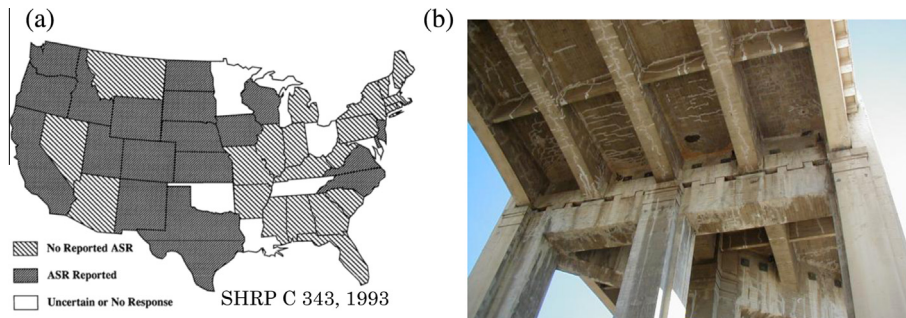 (a)
(b)
No Reported ASR
ASR Reported
Uncertain or No Response
SHRP C 343, 1993